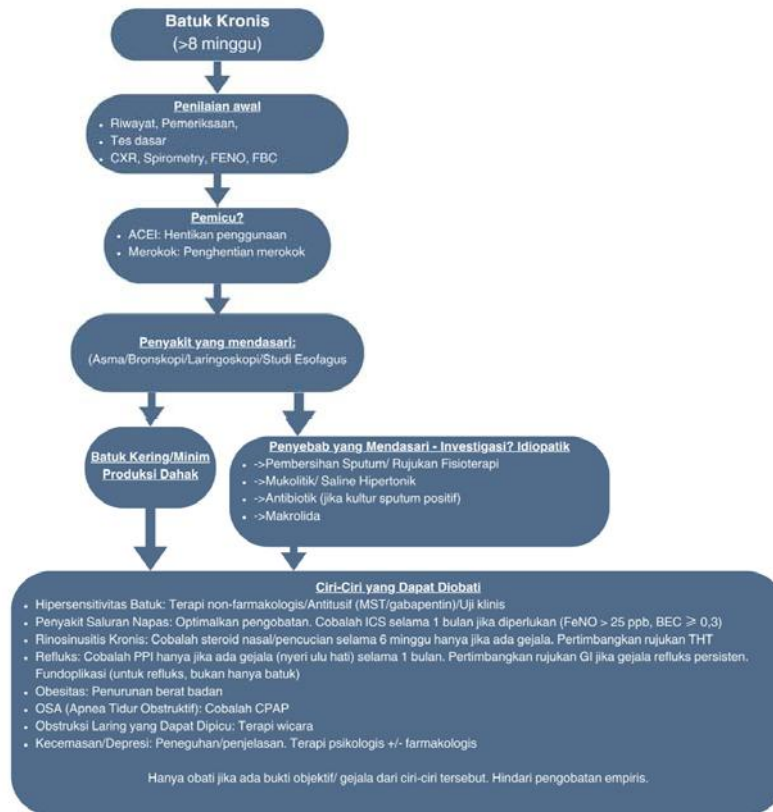 Batuk Kronis
(>8 minggu)
Penilaian awal
• Riwayat, Pemeriksaan,
• Tes dasar
• CXR, Spirometry, FENO, FBC
Pemicu?
• ACEI: Hentikan penggunaan
• Merokok: Penghentian merokok
Penyakit yang mendasari:
(Asma/Bronskopi/Laringoskopi/Studi Esofagus
Batuk Kering/Minim
Produksi Dahak
Penyebab yang Mendasari - Investigasi? Idiopatik
• ->Pembersihan Sputum/ Rujukan Fisioterapi
• ->Mukolitik/ Saline Hipertonik
• ->Antibiotik (jika kultur sputum positif)
• ->Makrolida
Ciri-Ciri yang Dapat Diobati
• Hipersensitivitas Batuk: Terapi non-farmakologis/Antitusif (MST/gabapentin)/Uji klinis
• Penyakit Saluran Napas: Optimalkan pengobatan. Cobalah ICS selama 1 bulan jika diperlukan (FeNO > 25 ppb, BEC ≥ 0,3)
• Rinosinusitis Kronis: Cobalah steroid nasal/pencucian selama 6 minggu hanya jika ada gejala. Pertimbangkan rujukan THT
• Refluks: Cobalah PPI hanya jika ada gejala (nyeri ulu hati) selama 1 bulan. Pertimbangkan rujukan GI jika gejala refluks persisten.
Fundoplikasi (untuk refluks, bukan hanya batuk)
• Obesitas: Penurunan berat badan
• OSA (Apnea Tidur Obstruktif): Cobalah CPAP
• Obstruksi Laring yang Dapat Dipicu: Terapi wicara
• Kecemasan/Depresi: Peneguhan/penjelasan. Terapi psikologis +/- farmakologis
Hanya obati jika ada bukti objektif/ gejala dari ciri-ciri tersebut. Hindari pengobatan empiris.